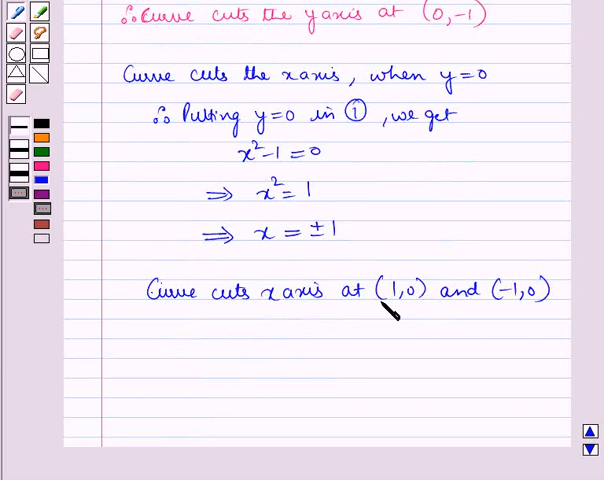 ∴ Curve cuts the y axis at (0,-1)
Curve cuts the x axis, when y=0
∴ Putting y=0 in ①, we get
x²-1=0
⇒ x²=1
⇒ x = ±1
Curve cuts x axis at (1,0) and (-1,0)